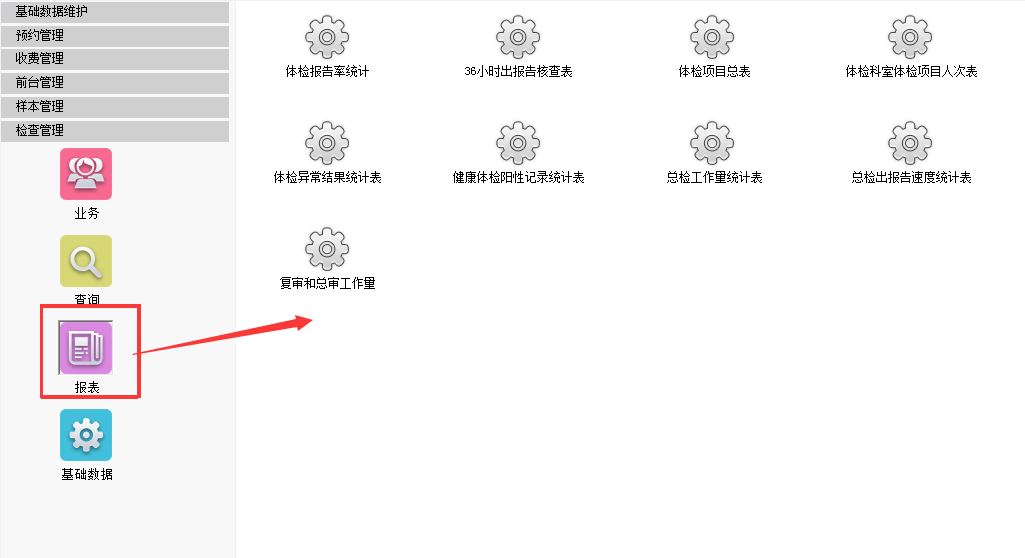 基础数据维护
预约管理
收费管理
前台管理
样本管理
检查管理
业务
查询
报表
基础数据
体检报告率统计
36小时出报告核查表
体检项目总表
体检科室体检项目人次表
体检异常结果统计表
健康体检阳性记录统计表
总检工作量统计表
总检出报告速度统计表
复审和总审工作量